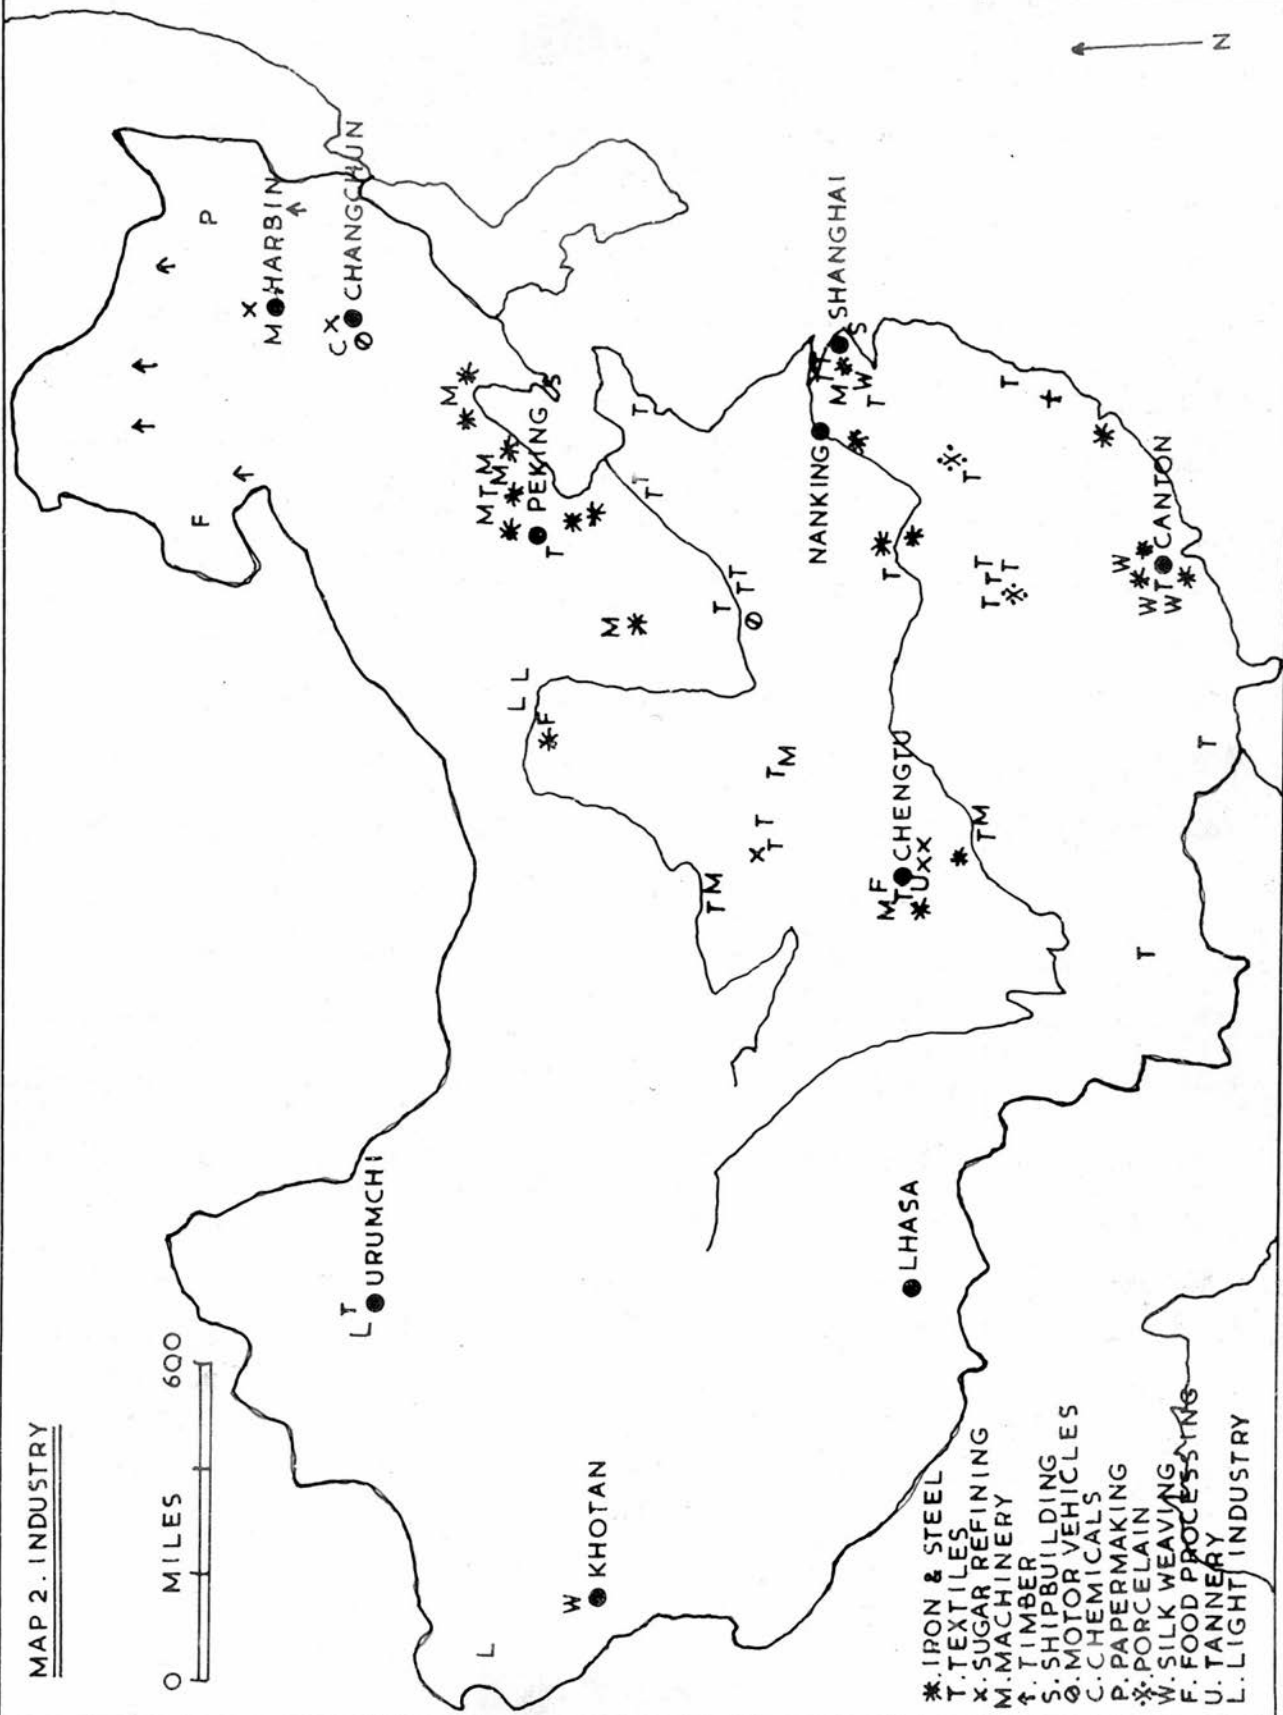 MAP 2. INDUSTRY
0 MILES 600
N
P
HARBIN
X
M
CHANGCHUN
C X
F
M
M T M
M
PEKING
S
T
T
T T
L L
F
M
T T T
URUMCHI
L T
W KHOTAN
L
T M
X T T
T M
SHANGHAI
S
M T T
T W
NANKING
T
T
T
T T T T
CHENGTU
M F
T U X X
T M
LHASA
CANTON
W
W T
W
T
T
IRON & STEEL
T. TEXTILES
X. SUGAR REFINING
M. MACHINERY
↑. TIMBER
S. SHIPBUILDING
⊘. MOTOR VEHICLES
C. CHEMICALS
P. PAPERMAKING
※. PORCELAIN
W. SILK WEAVING
F. FOOD PROCESSING
U. TANNERY
L. LIGHT INDUSTRY